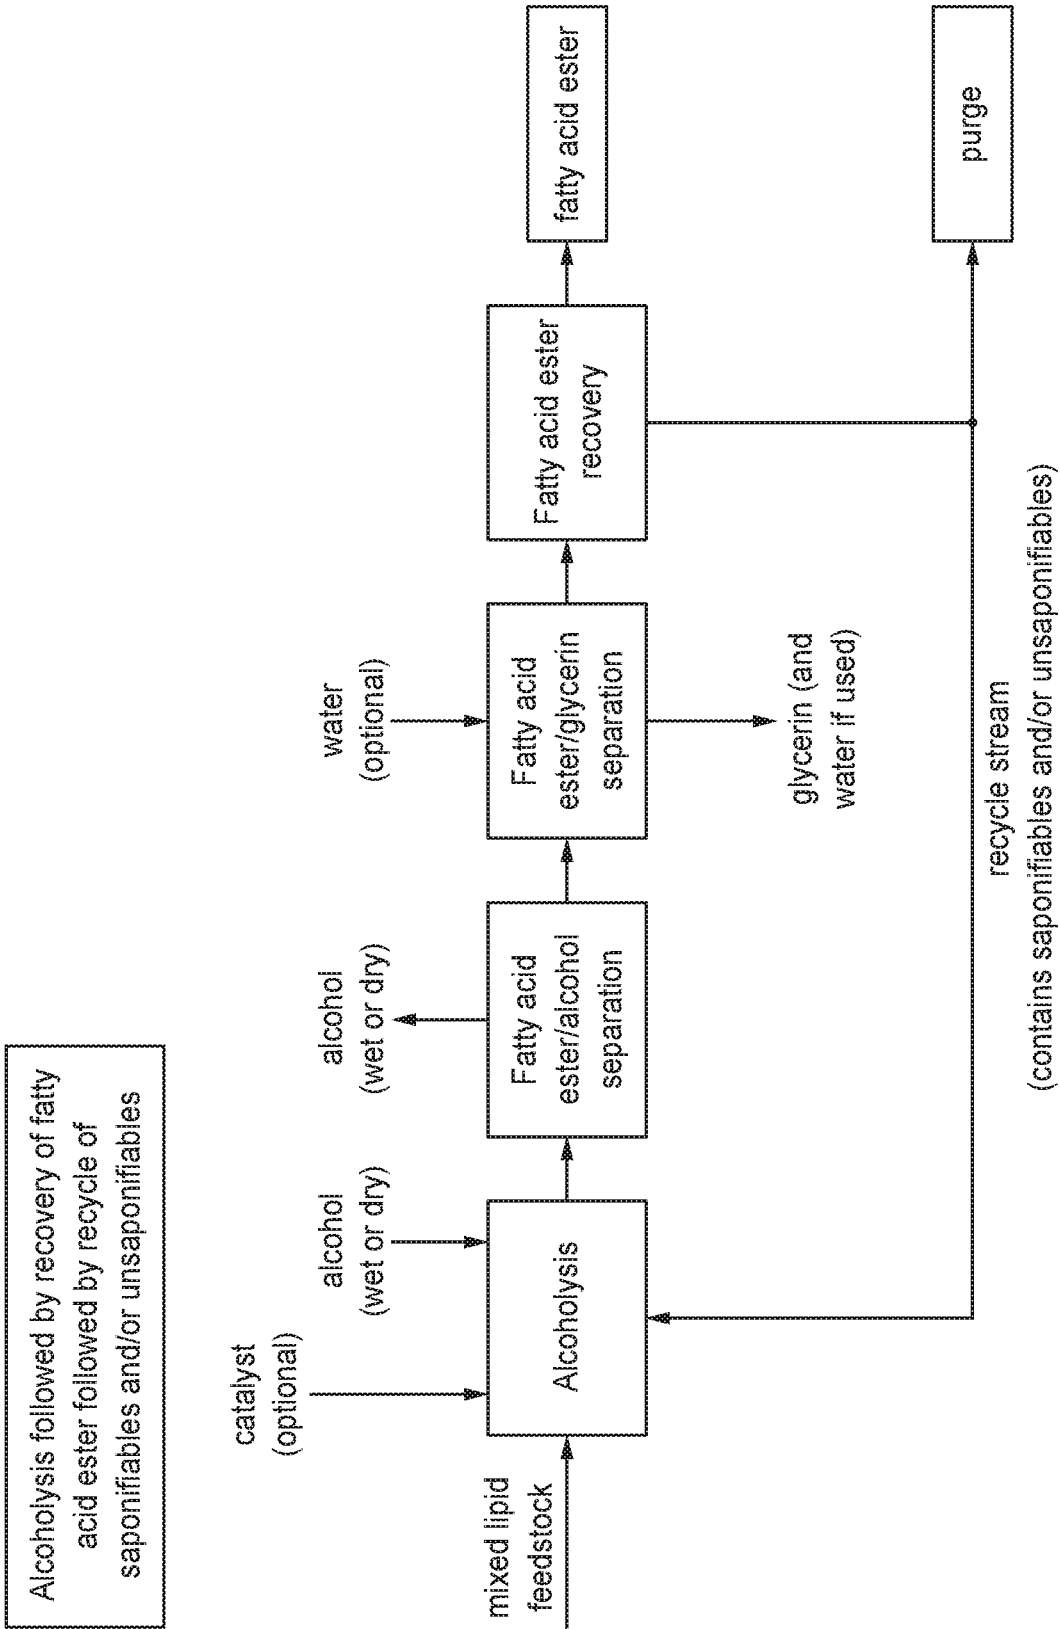 Alcoholysis followed by recovery of fatty
acid ester followed by recycle of
saponifiables and/or unsaponifiables
catalyst
(optional)
alcohol
(wet or dry)
alcohol
(wet or dry)
water
(optional)
mixed lipid
feedstock
Alcoholysis
Fatty acid
ester/alcohol
separation
Fatty acid
ester/glycerin
separation
Fatty acid ester
recovery
fatty acid ester
glycerin (and
water if used)
purge
recycle stream
(contains saponifiables and/or unsaponifiables)